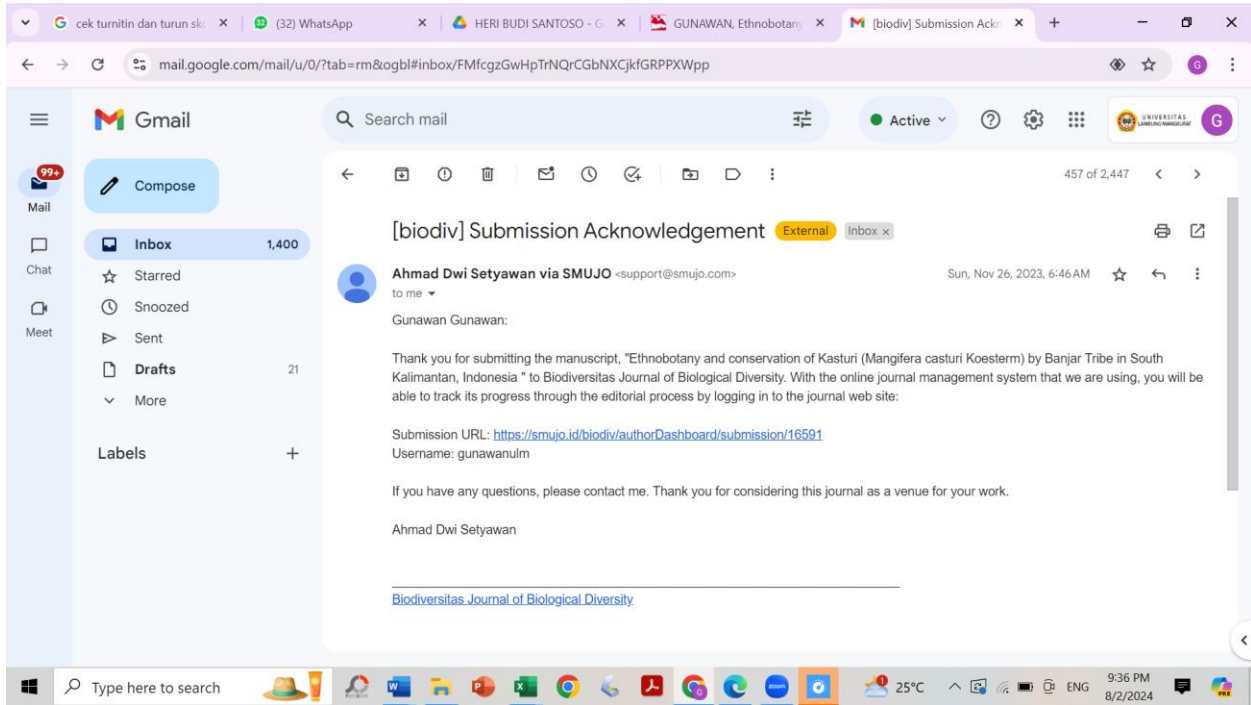 cek turnitin dan turun sk
(32) WhatsApp
HERI BUDI SANTOSO - G
GUNAWAN, Ethnobotany
[biodiv] Submission Ackn
mail.google.com/mail/u/0/?tab=rm&ogbl#inbox/FMfcgzGwHpTrNQrCGbNXCjkfGRPPXWpp
G
Gmail
Search mail
Active
UNIVERSITAS
LAMBUNG MANGKURAT
G
99+
Mail
Chat
Meet
Compose
Inbox 1,400
Starred
Snoozed
Sent
Drafts 21
More
Labels
457 of 2,447
[biodiv] Submission Acknowledgement External Inbox x
Ahmad Dwi Setyawan via SMUJO <support@smujo.com> Sun, Nov 26, 2023, 6:46 AM
to me
Gunawan Gunawan:
Thank you for submitting the manuscript, "Ethnobotany and conservation of Kasturi (Mangifera casturi Koesterm) by Banjar Tribe in South
Kalimantan, Indonesia " to Biodiversitas Journal of Biological Diversity. With the online journal management system that we are using, you will be
able to track its progress through the editorial process by logging in to the journal web site:
Submission URL: https://smujo.id/biodiv/authorDashboard/submission/16591
Username: gunawanulm
If you have any questions, please contact me. Thank you for considering this journal as a venue for your work.
Ahmad Dwi Setyawan
Biodiversitas Journal of Biological Diversity
Type here to search
zoom
25°C
ENG
9:36 PM
8/2/2024
PRE